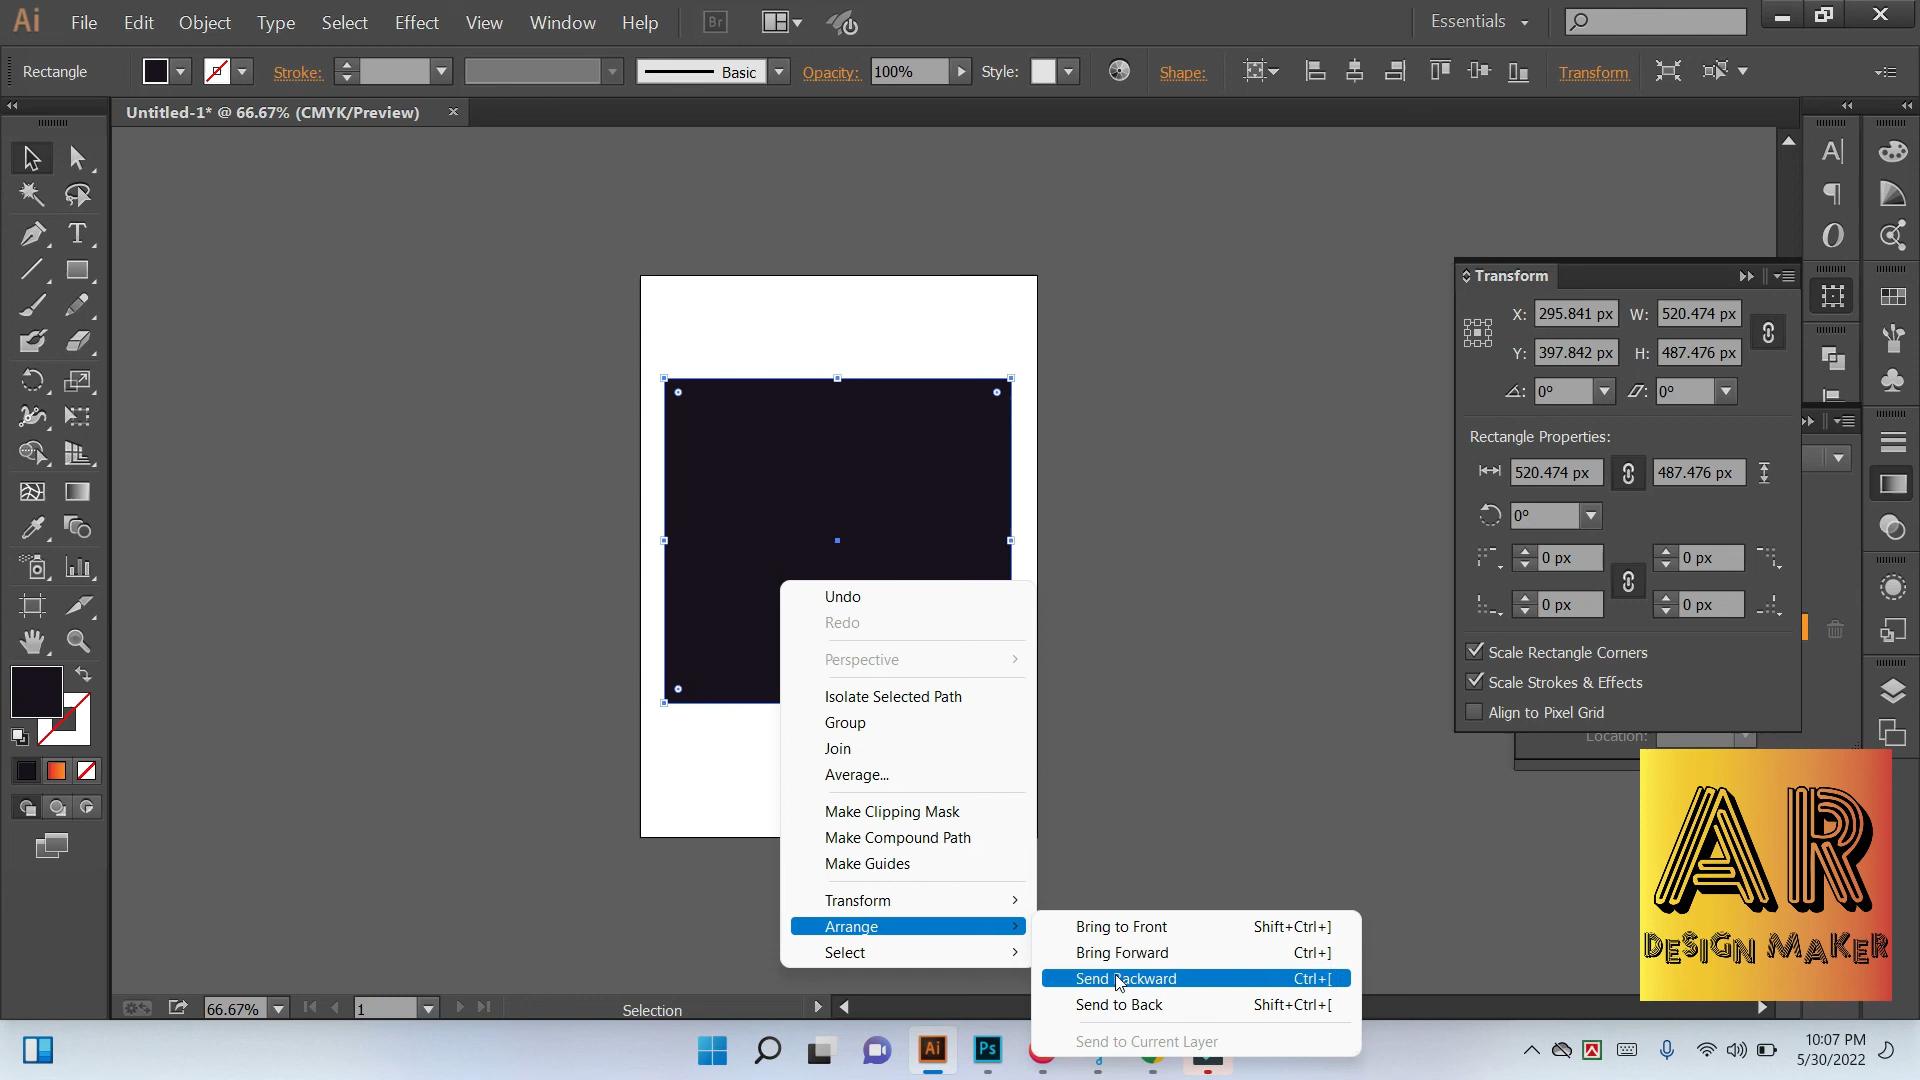 Ai File Edit Object Type Select Effect View Window Help Br Essentials
Rectangle Stroke: Basic Opacity: 100% Style: Shape: Transform
Untitled-1* @ 66.67% (CMYK/Preview)
Transform
X: 295.841 px W: 520.474 px
Y: 397.842 px H: 487.476 px
0° 0°
Rectangle Properties:
520.474 px 487.476 px
0°
0 px 0 px
0 px 0 px
Scale Rectangle Corners
Scale Strokes & Effects
Align to Pixel Grid
Location:
Undo
Redo
Perspective
Isolate Selected Path
Group
Join
Average...
Make Clipping Mask
Make Compound Path
Make Guides
Transform
Arrange
Select
Bring to Front Shift+Ctrl+]
Bring Forward Ctrl+]
Send Backward Ctrl+[
Send to Back Shift+Ctrl+[
Send to Current Layer
AR
DESIGN MAKER
66.67% 1 Selection
Ai Ps
10:07 PM
5/30/2022